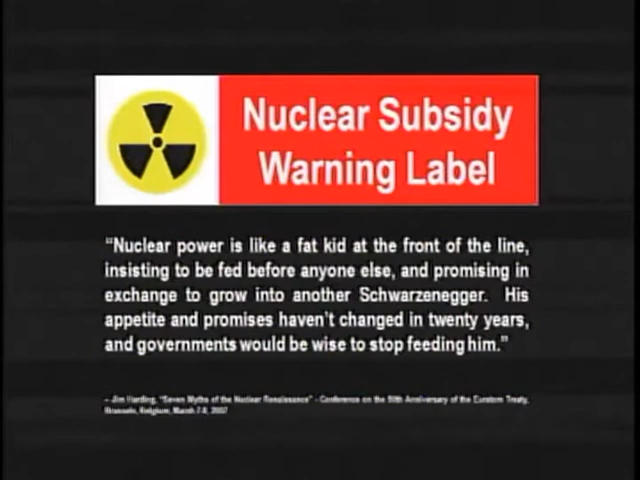 Nuclear Subsidy
Warning Label
“Nuclear power is like a fat kid at the front of the line,
insisting to be fed before anyone else, and promising in
exchange to grow into another Schwarzenegger. His
appetite and promises haven’t changed in twenty years,
and governments would be wise to stop feeding him.”
– Jim Harding, “Seven Myths of the Nuclear Renaissance” - Conference on the 50th Anniversary of the Euratom Treaty,
Brussels, Belgium, March 7-8, 2007